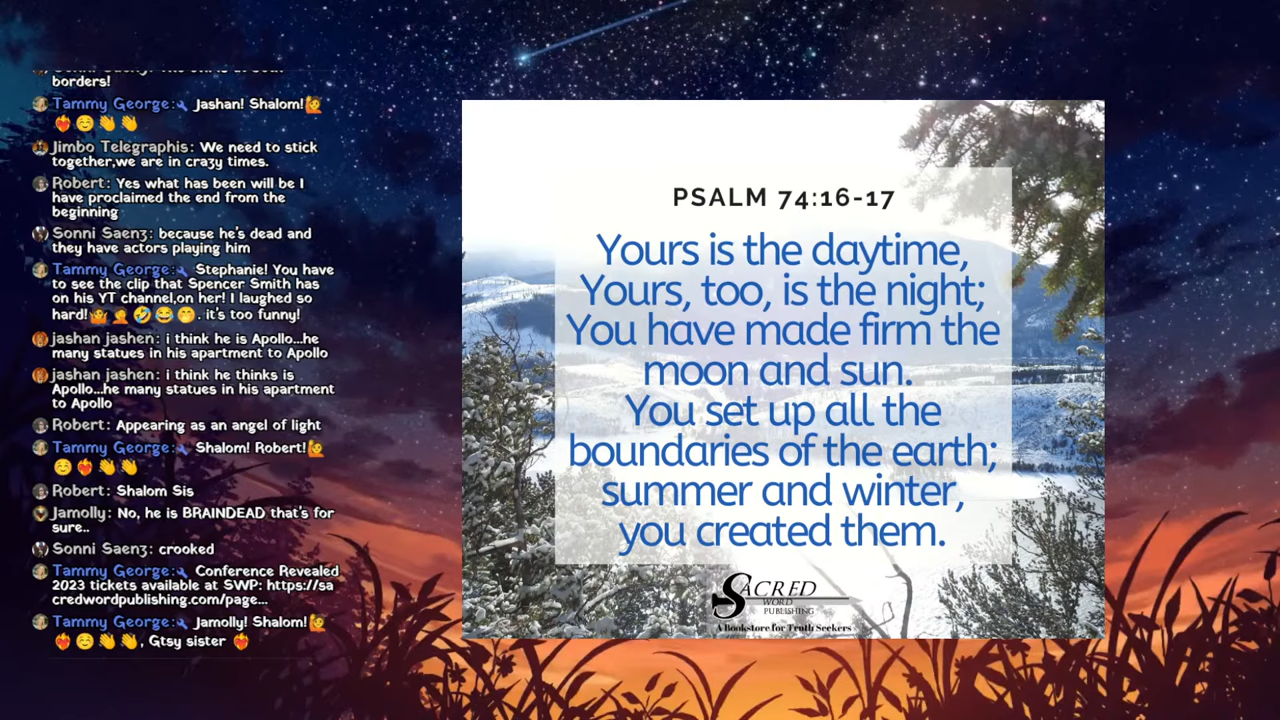 borders!
Tammy George: Jashan! Shalom!🙋
❤️‍🔥☺️👏👏
Jimbo Telegraphis: We need to stick
together,we are in crazy times.
Robert: Yes what has been will be I
have proclaimed the end from the
beginning
Sonni Saenz: because he's dead and
they have actors playing him
Tammy George: Stephanie! You have
to see the clip that Spencer Smith has
on his YT channel,on her! I laughed so
hard!🤷🤦🤣😂🤭. it's too funny!
jashan jashen: i think he is Apollo...he
many statues in his apartment to Apollo
jashan jashen: i think he thinks is
Apollo...he many statues in his apartment
to Apollo
Robert: Appearing as an angel of light
Tammy George: Shalom! Robert!🙋
☺️❤️‍🔥👏👏
Robert: Shalom Sis
Jamolly: No, he is BRAINDEAD that's for
sure..
Sonni Saenz: crooked
Tammy George: Conference Revealed
2023 tickets available at SWP: https://sa
credwordpublishing.com/page...
Tammy George: Jamolly! Shalom!🙋
❤️‍🔥☺️👏👏, Gtsy sister ❤️‍🔥
PSALM 74:16-17
Yours is the daytime,
Yours, too, is the night;
You have made firm the
moon and sun.
You set up all the
boundaries of the earth;
summer and winter,
you created them.
SACRED
WORD
PUBLISHING
A Bookstore for Truth Seekers